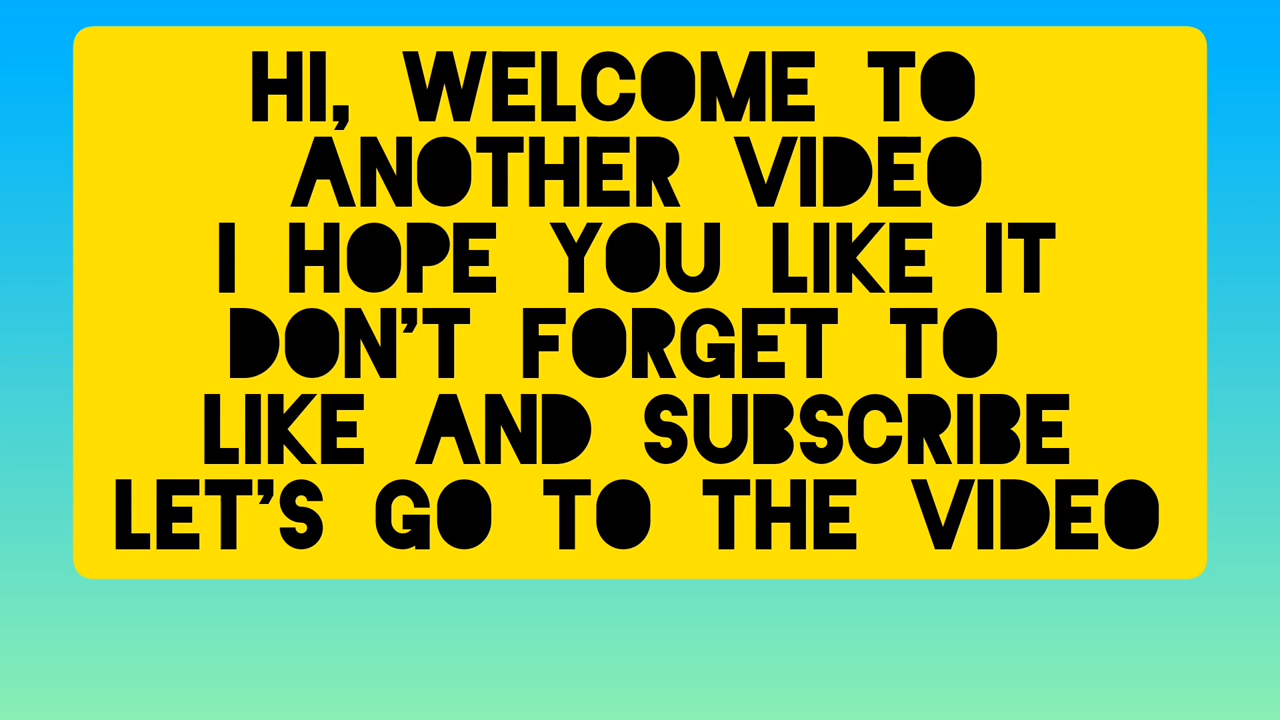 HI, WELCOME TO
ANOTHER VIDEO
I HOPE YOU LIKE IT
DON'T FORGET TO
LIKE AND SUBSCRIBE
LET'S GO TO THE VIDEO